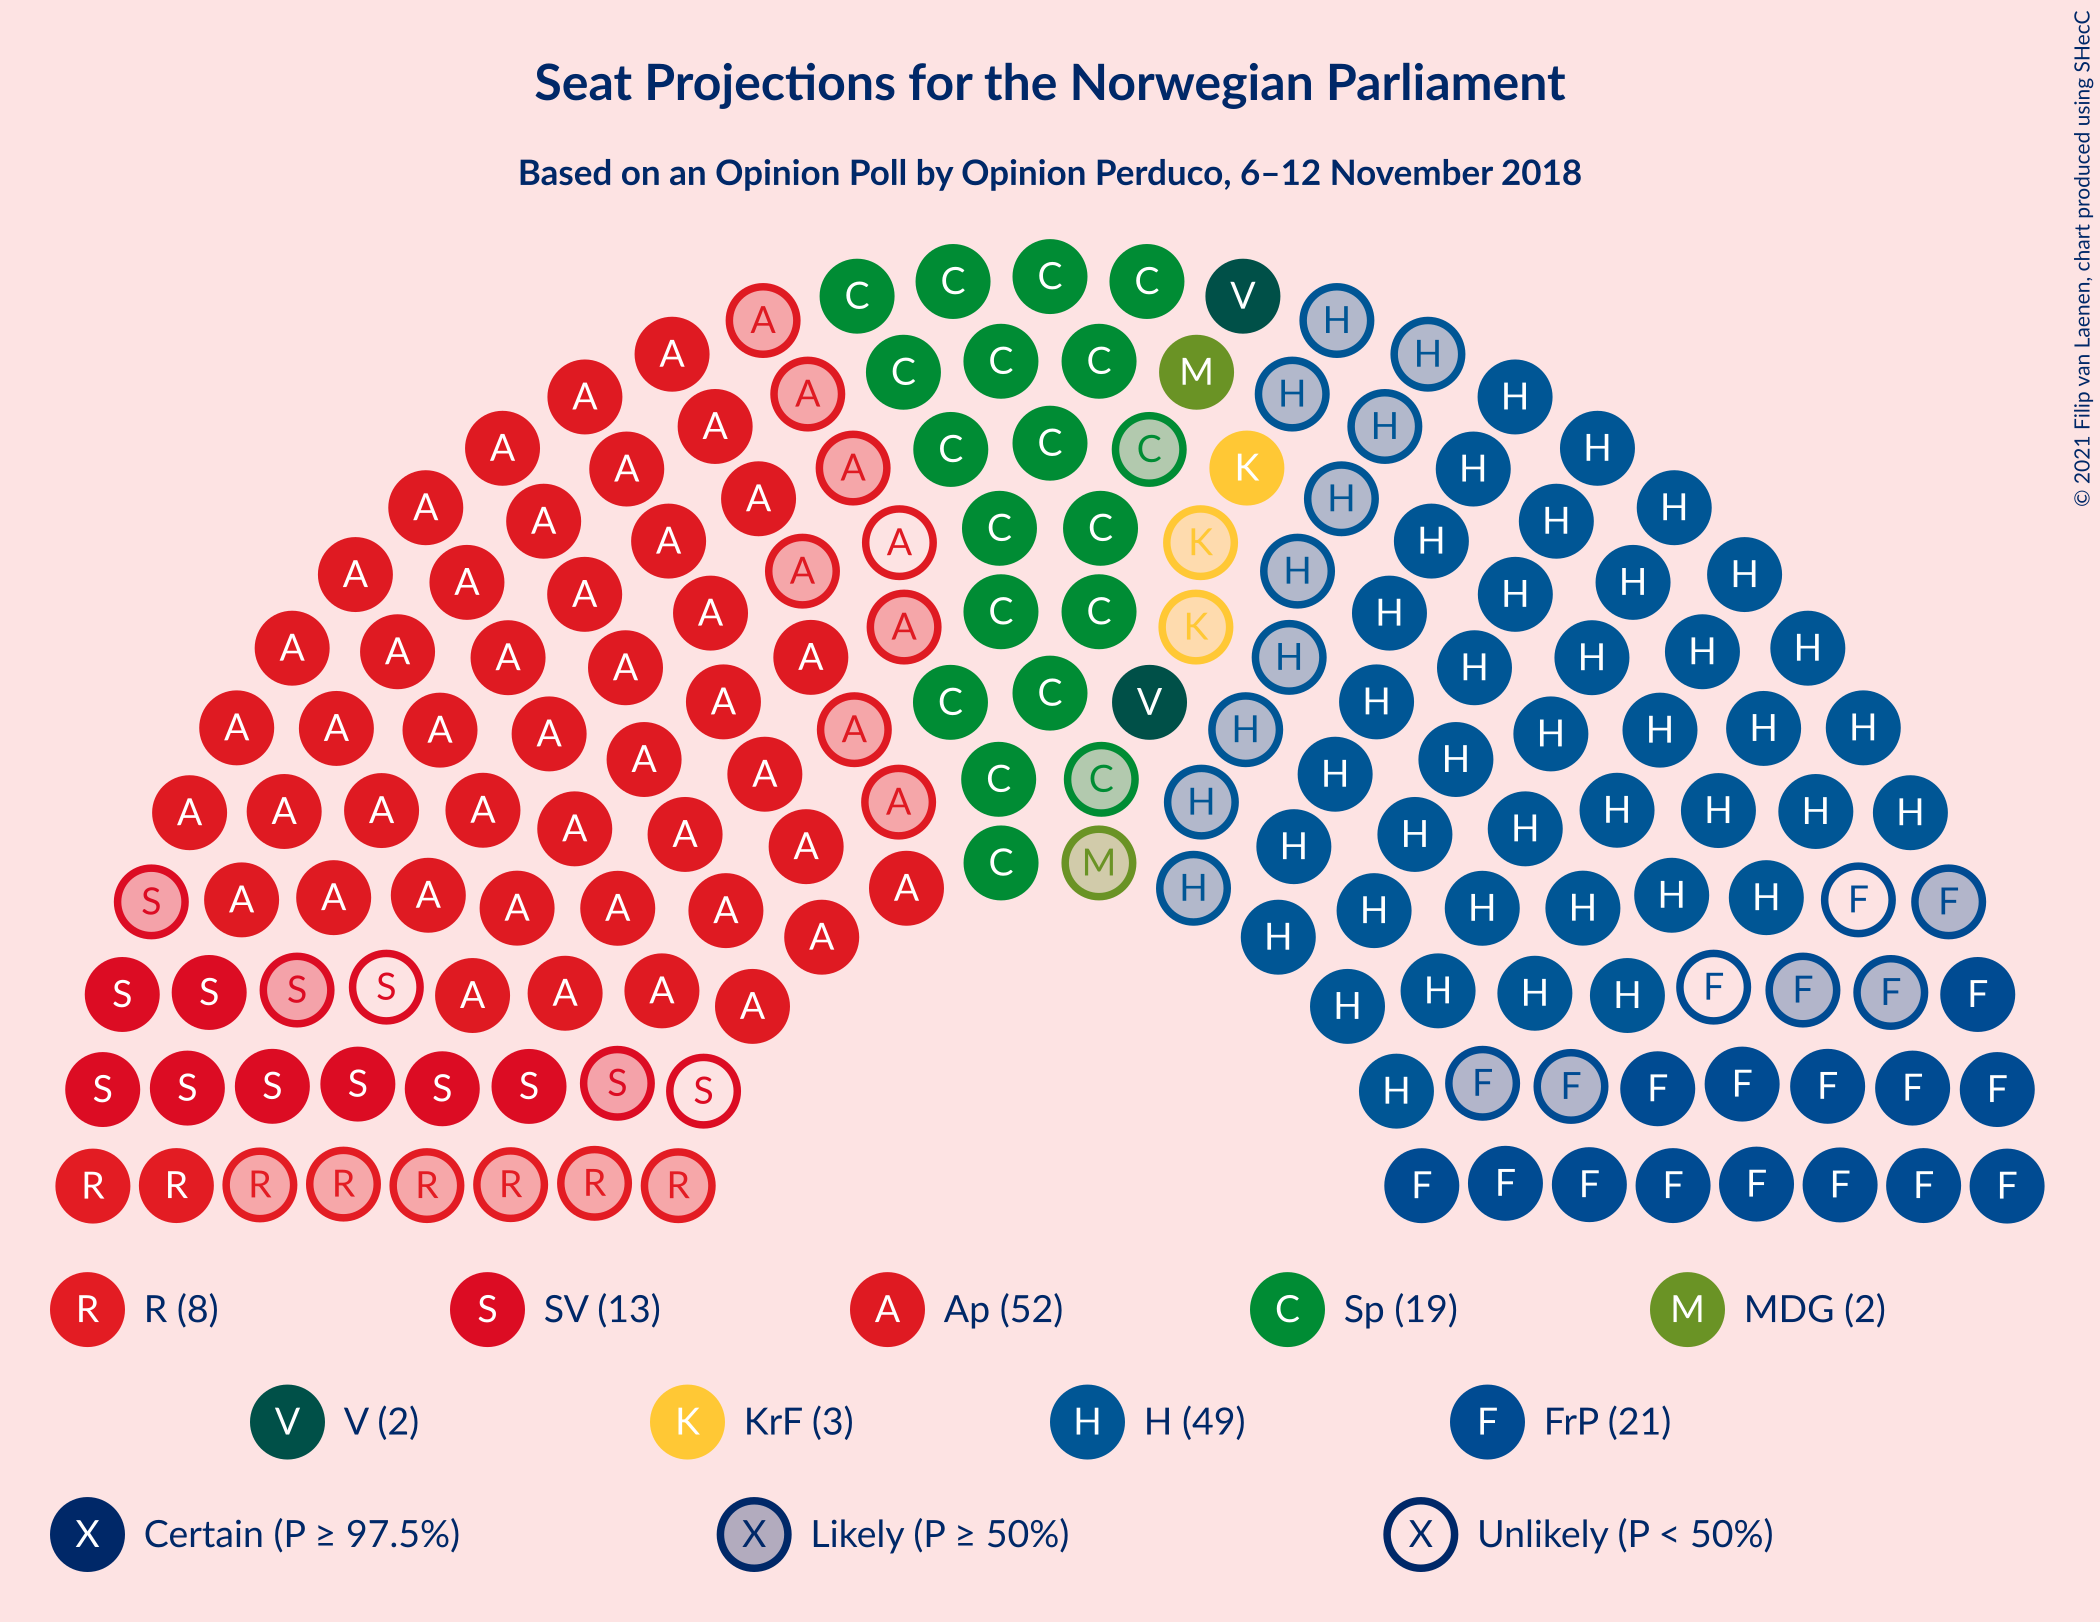 Seat Projections for the Norwegian Parliament
Based on an Opinion Poll by Opinion Perduco, 6–12 November 2018
© 2021 Filip van Laenen, chart produced using SHecC
C C C C V
A H H
A C C C M H
A H H
A A C C C K H
A A A C C K H H H
A A A A C C K H H H H
A A A A A C C V H H H H H
R R R R R R R R F F F F F F F F
R R (8) S SV (13) A Ap (52) C Sp (19) M MDG (2)
V V (2) K KrF (3) H H (49) F FrP (21)
X Certain (P ≥ 97.5%) X Likely (P ≥ 50%) X Unlikely (P < 50%)